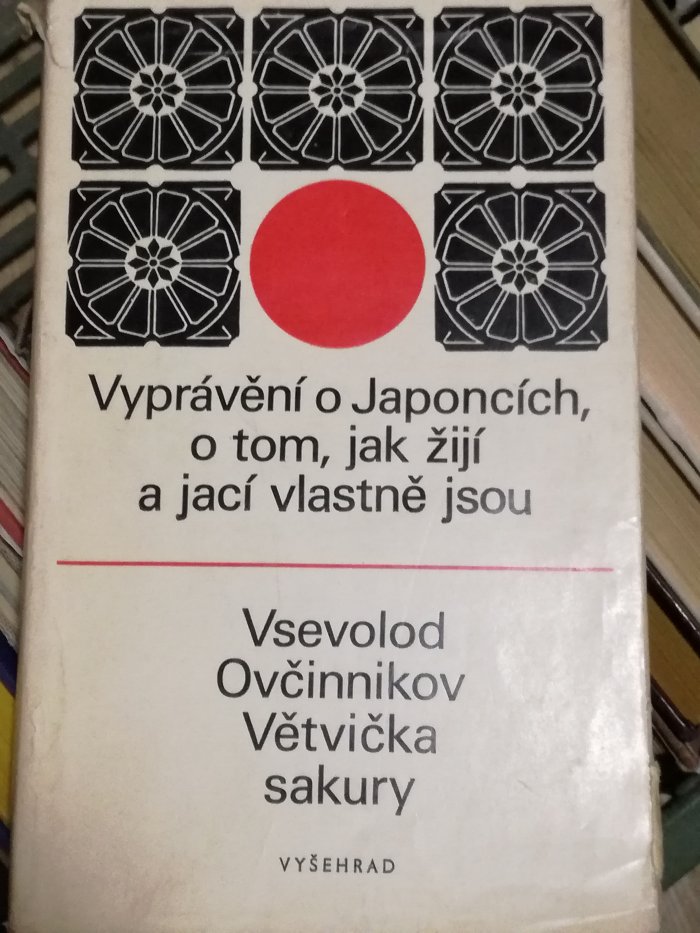 Vyprávění o Japoncích,
o tom, jak žijí
a jací vlastně jsou
Vsevolod
Ovčinnikov
Větvička
sakury
VYŠEHRAD